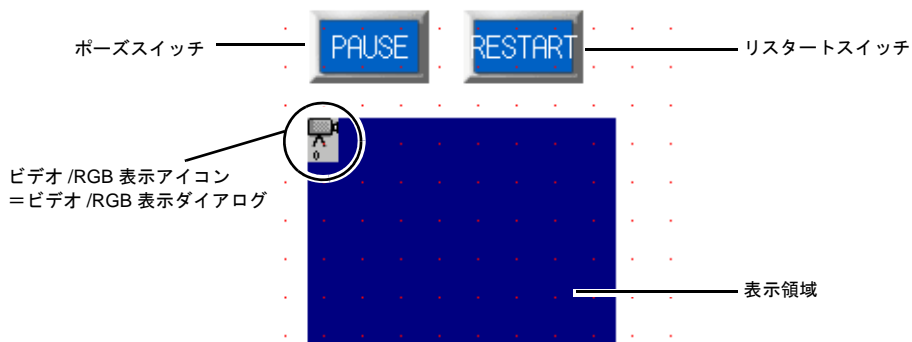 ポーズスイッチ
PAUSE
RESTART
リスタートスイッチ
0
ビデオ /RGB 表示アイコン
=ビデオ /RGB 表示ダイアログ
表示領域